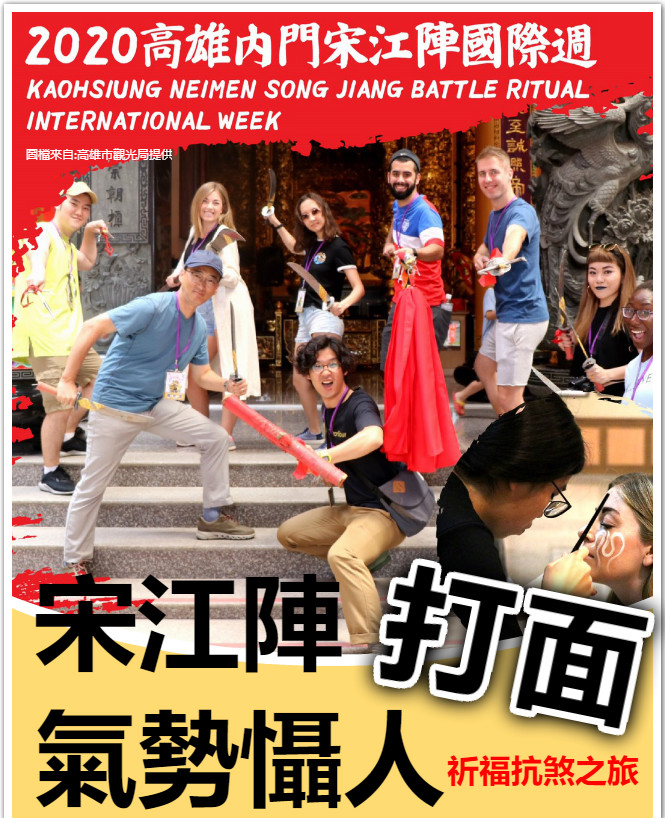 2020高雄內門宋江陣國際週
KAOHSIUNG NEIMEN SONG JIANG BATTLE RITUAL
INTERNATIONAL WEEK
圖檔來自:高雄市觀光局提供
至誠
宋江陣 打面
氣勢懾人
祈福抗煞之旅